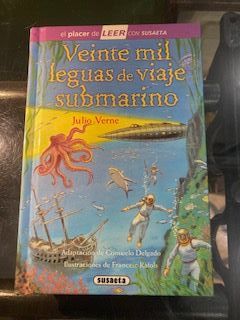 el placer de LEER CON SUSAETA
Veinte mil
leguas de viaje
submarino
Julio Verne
Adaptación de Consuelo Delgado
Ilustraciones de Francesc Ràfols
susaeta